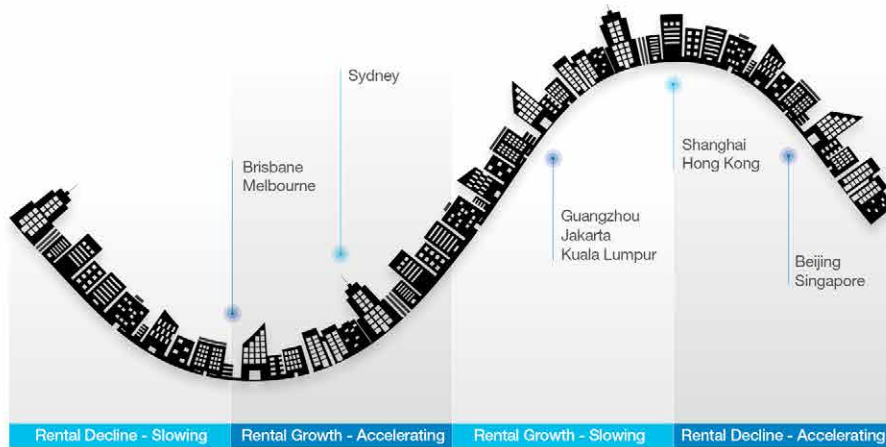 Sydney
Brisbane
Melbourne
Shanghai
Hong Kong
Guangzhou
Jakarta
Kuala Lumpur
Beijing
Singapore
Rental Decline - Slowing
Rental Growth - Accelerating
Rental Growth - Slowing
Rental Decline - Accelerating